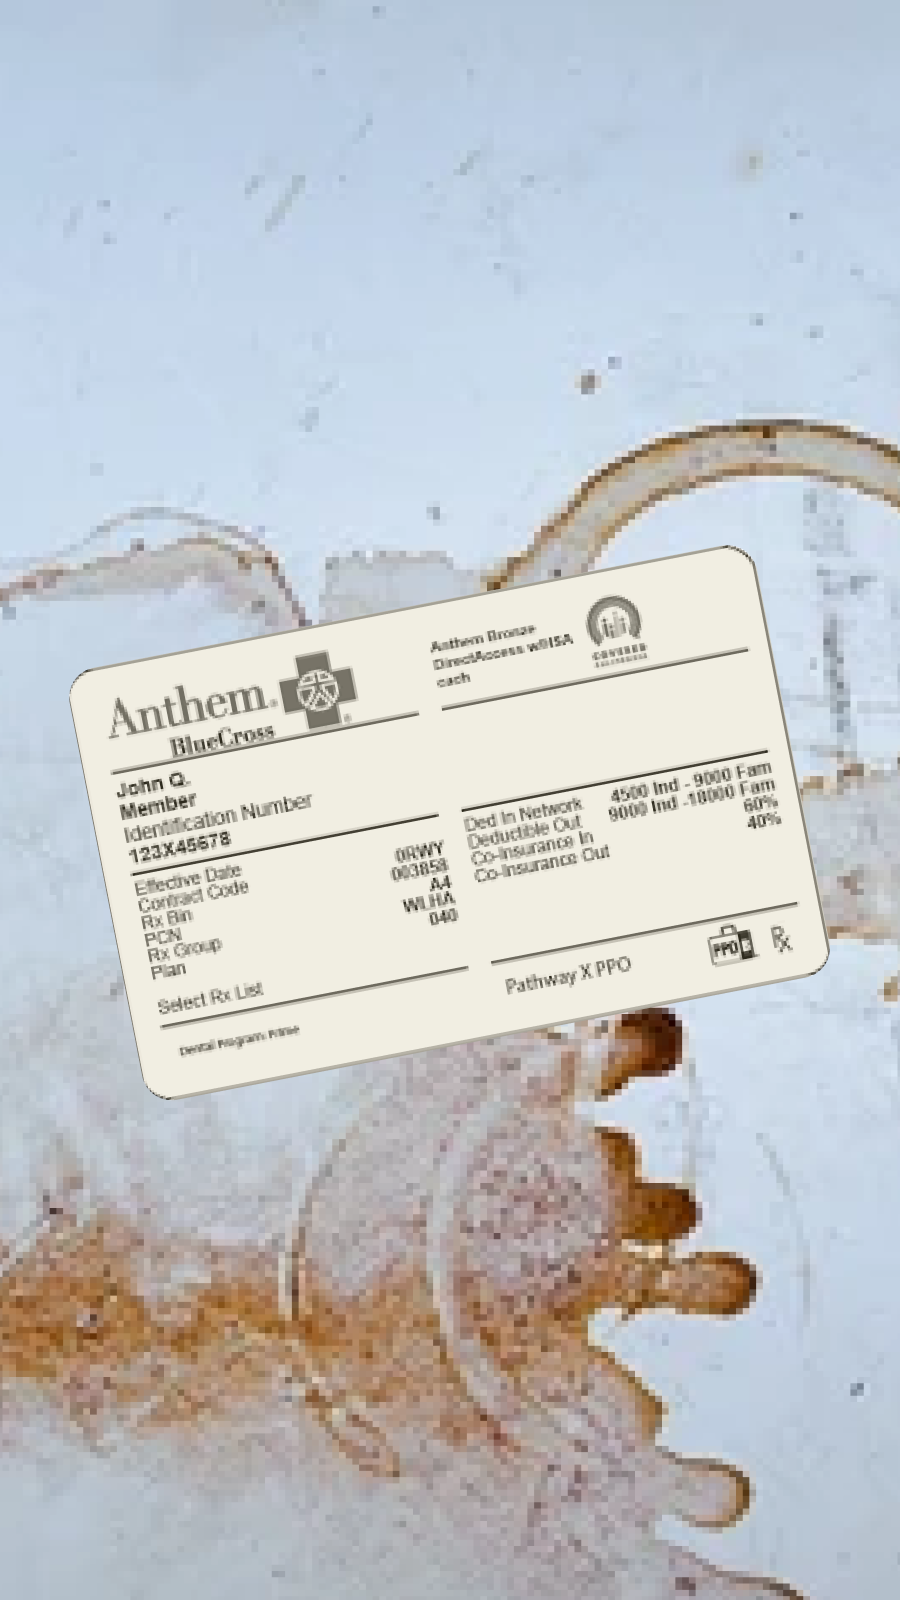 Anthem.
BlueCross
Anthem Bronze
DirectAccess w/HSA
cach
COVERED
CALIFORNIA
John Q.
Member
Identification Number
123X45678
Effective Date
Contract Code 0RWY
Rx Bin 003858
PCN A4
Rx Group WLHA
Plan 040
Select Rx List
Dental Program: Prime
Ded In Network 4500 Ind - 9000 Fam
Deductible Out 9000 Ind -18000 Fam
Co-Insurance In 60%
Co-Insurance Out 40%
Pathway X PPO
PPO
Rx